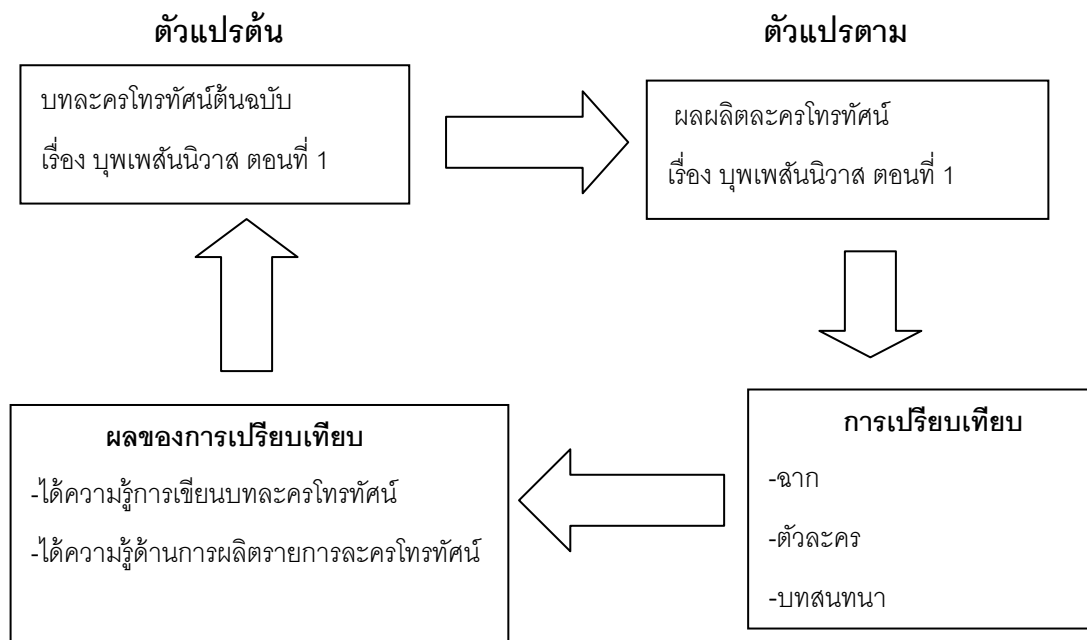 ตัวแปรต้น
ตัวแปรตาม
บทละครโทรทัศน์ต้นฉบับ
เรื่อง บุพเพสันนิวาส ตอนที่ 1
ผลผลิตละครโทรทัศน์
เรื่อง บุพเพสันนิวาส ตอนที่ 1
การเปรียบเทียบ
-ฉาก
-ตัวละคร
-บทสนทนา
ผลของการเปรียบเทียบ
-ได้ความรู้การเขียนบทละครโทรทัศน์
-ได้ความรู้ด้านการผลิตรายการละครโทรทัศน์